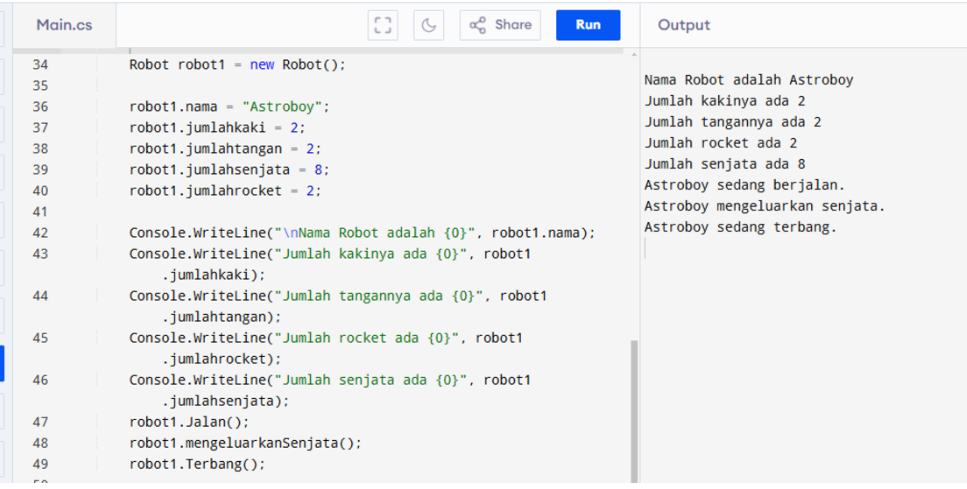 Main.cs
Share
Run
Output
34 Robot robot1 = new Robot();
35
36 robot1.nama = "Astroboy";
37 robot1.jumlahkaki = 2;
38 robot1.jumlahtangan = 2;
39 robot1.jumlahsenjata = 8;
40 robot1.jumlahrocket = 2;
41
42 Console.WriteLine("\nNama Robot adalah {0}", robot1.nama);
43 Console.WriteLine("Jumlah kakinya ada {0}", robot1
.jumlahkaki);
44 Console.WriteLine("Jumlah tangannya ada {0}", robot1
.jumlahtangan);
45 Console.WriteLine("Jumlah rocket ada {0}", robot1
.jumlahrocket);
46 Console.WriteLine("Jumlah senjata ada {0}", robot1
.jumlahsenjata);
47 robot1.Jalan();
48 robot1.mengeluarkanSenjata();
49 robot1.Terbang();
Nama Robot adalah Astroboy
Jumlah kakinya ada 2
Jumlah tangannya ada 2
Jumlah rocket ada 2
Jumlah senjata ada 8
Astroboy sedang berjalan.
Astroboy mengeluarkan senjata.
Astroboy sedang terbang.